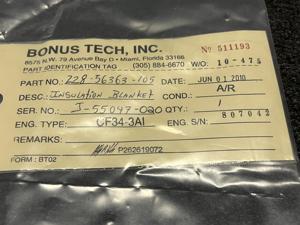 BONUS TECH, INC. Nº 511193
8575 N.W. 79 Avenue Bay D - Miami, Florida 33166
PART IDENTIFICATION TAG (305) 884-6670 W/O: 10-475
PART NO.: 228-56363-105 DATE: JUN 01 2010
DESC.: INSULATION BLANKET COND.: A/R
SER. NO.: J-55047-020 QTY.: 1
ENG. TYPE: CF34-3A1 ENG. S/N: 807042
REMARKS:
P262619072
FORM: BT02